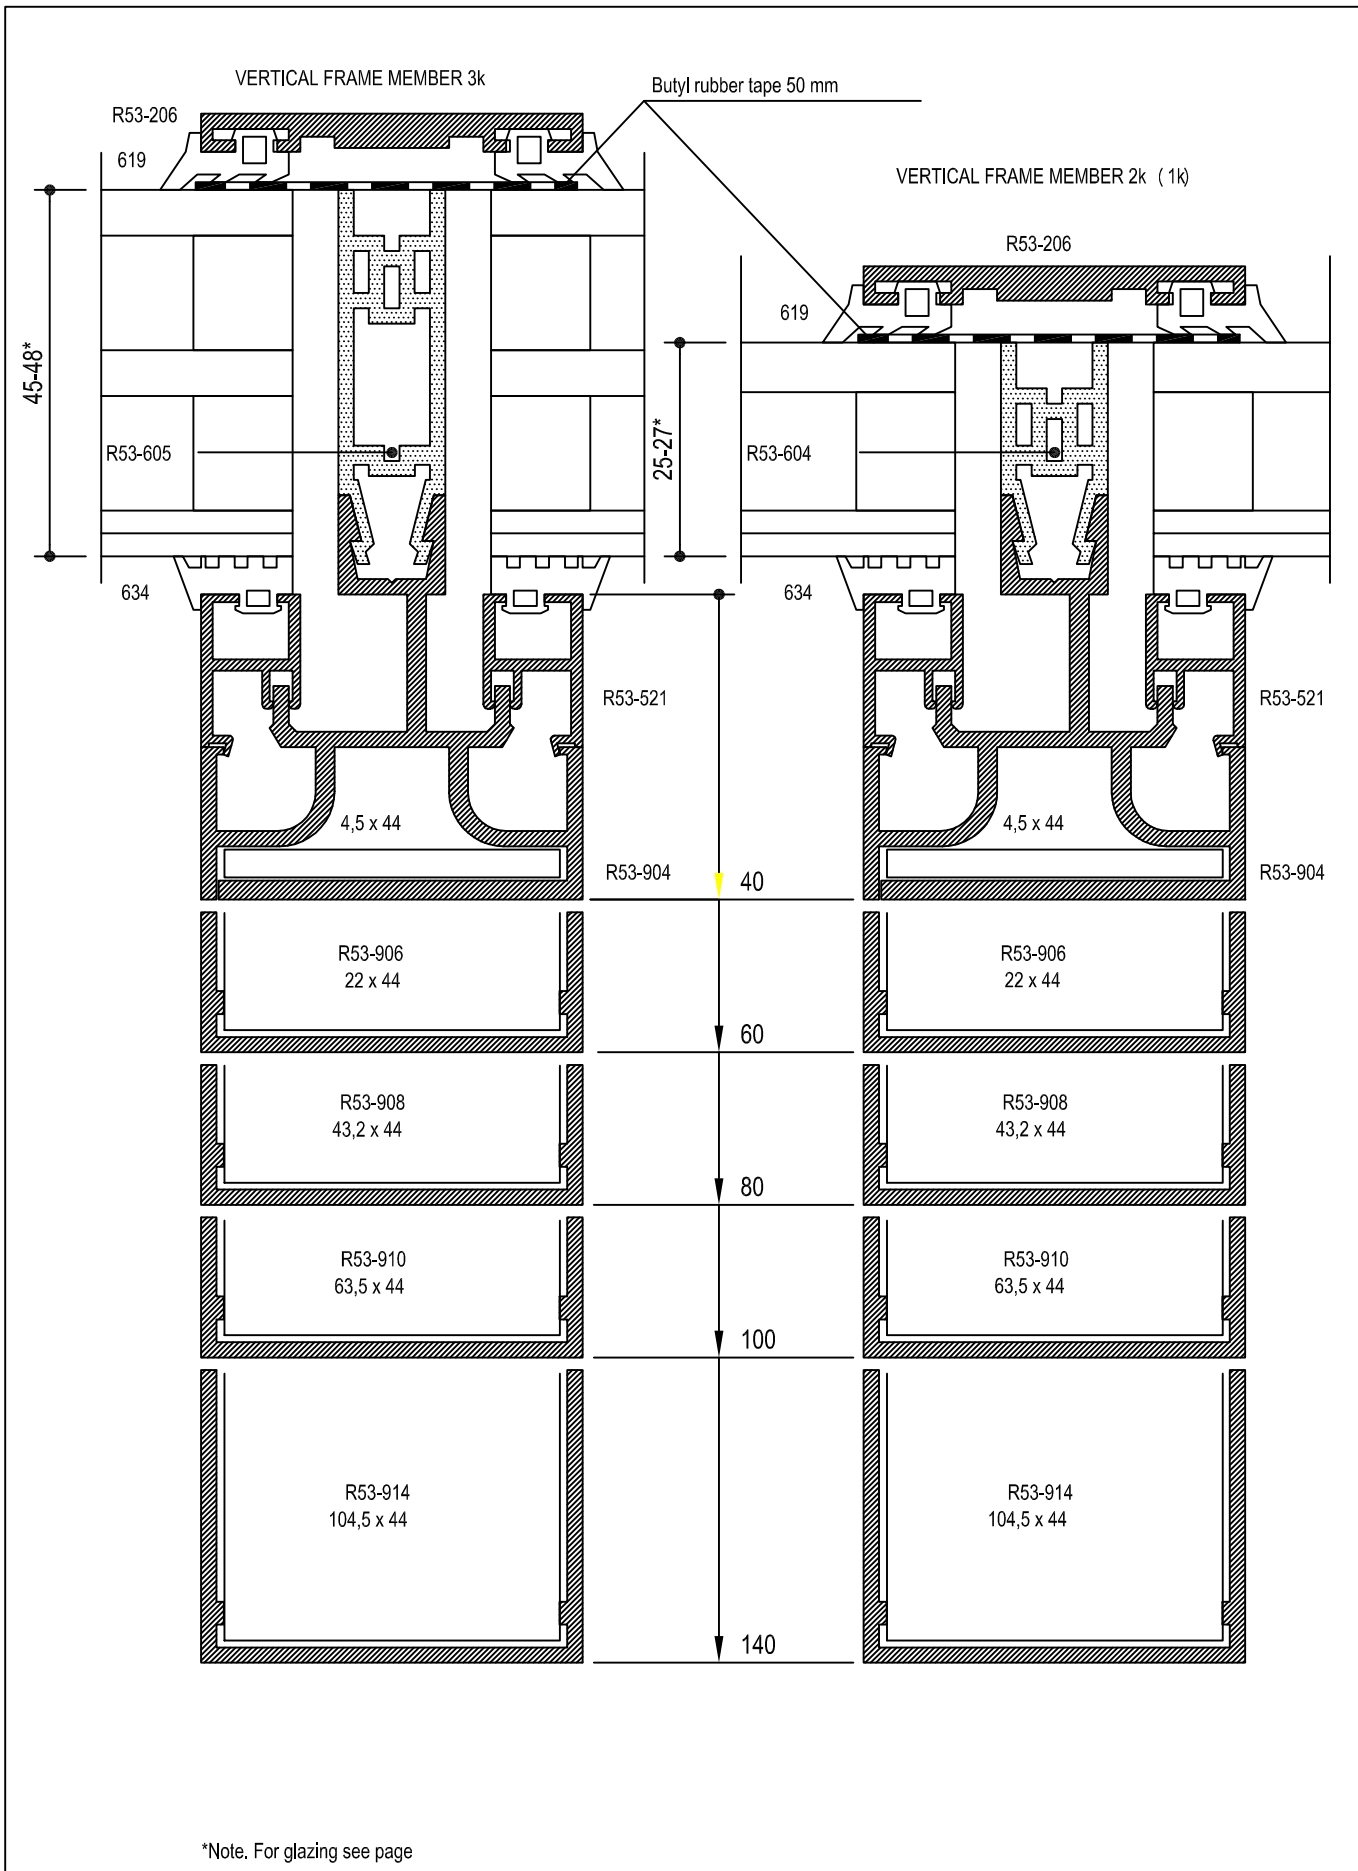 VERTICAL FRAME MEMBER 3k
Butyl rubber tape 50 mm
R53-206
619
VERTICAL FRAME MEMBER 2k ( 1k)
R53-206
619
45-48*
R53-605
25-27*
R53-604
634
634
R53-521
R53-521
4,5 x 44
4,5 x 44
R53-904
40
R53-904
R53-906
22 x 44
R53-906
22 x 44
60
R53-908
43,2 x 44
R53-908
43,2 x 44
80
R53-910
63,5 x 44
R53-910
63,5 x 44
100
R53-914
104,5 x 44
R53-914
104,5 x 44
140
*Note. For glazing see page